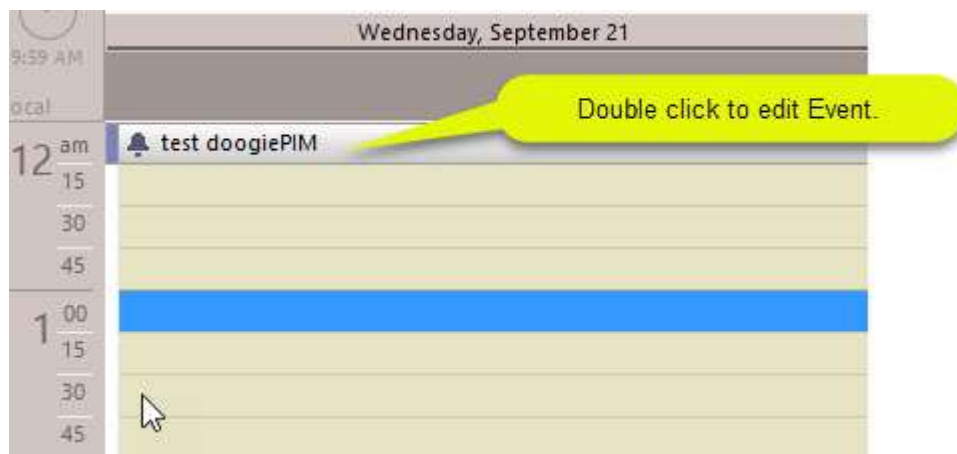 Wednesday, September 21
9:59 AM
ocal
Double click to edit Event.
12 am
test doogiePIM
15
30
45
1 00
15
30
45